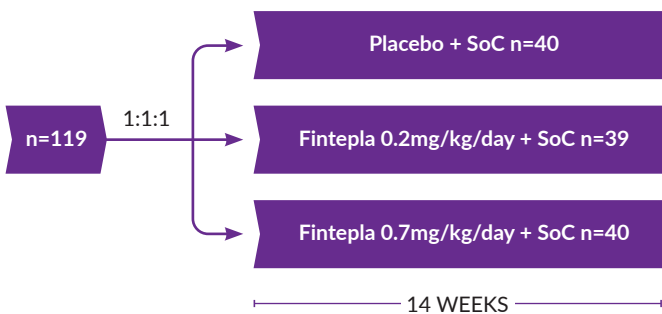 Placebo + SoC n=40
n=119
1:1:1
Fintepla 0.2mg/kg/day + SoC n=39
Fintepla 0.7mg/kg/day + SoC n=40
14 WEEKS